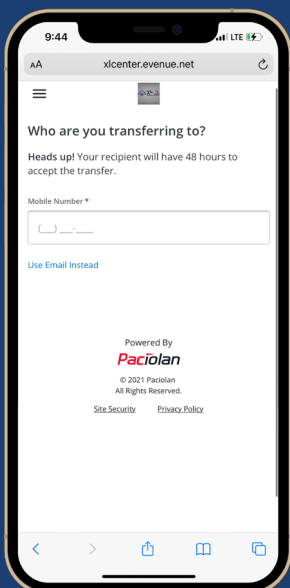 9:44
LTE
AA
xlcenter.evenue.net
Who are you transferring to?
Heads up! Your recipient will have 48 hours to
accept the transfer.
Mobile Number *
(__) ___-____
Use Email Instead
Powered By
Paciolan
© 2021 Paciolan
All Rights Reserved.
Site Security Privacy Policy